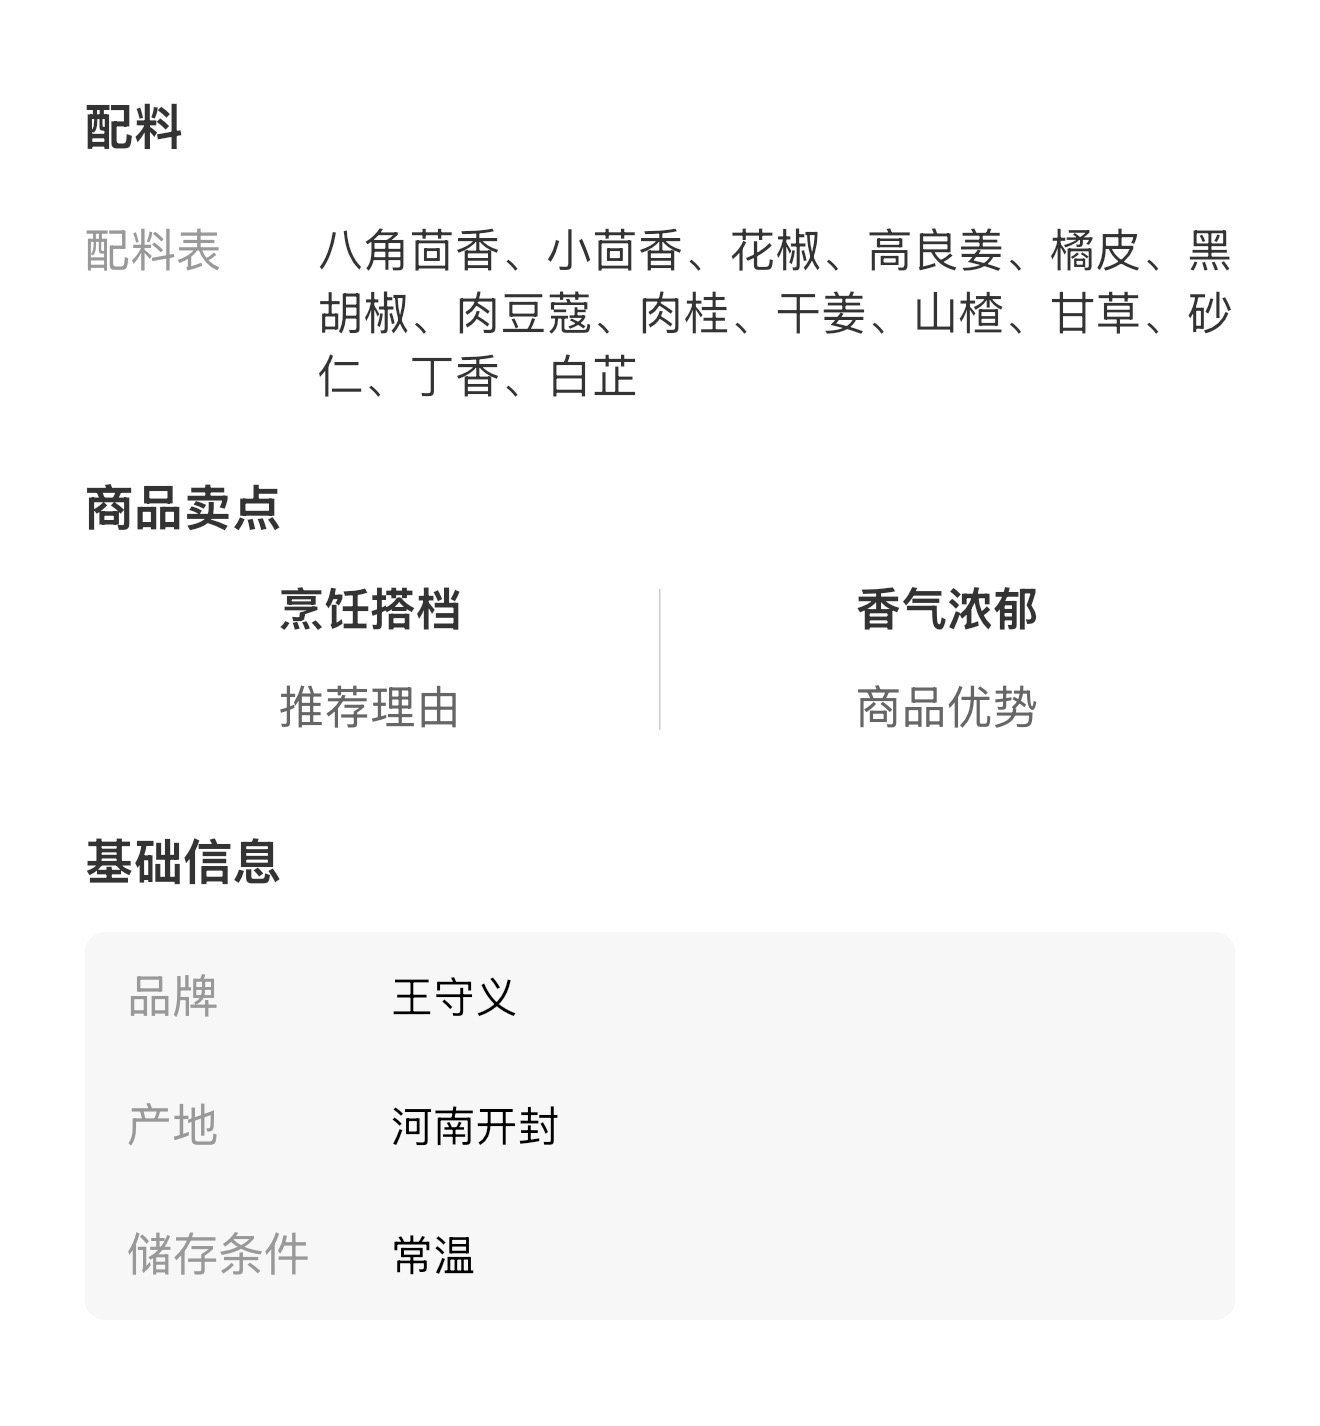 配料
配料表 八角茴香、小茴香、花椒、高良姜、橘皮、黑
胡椒、肉豆蔻、肉桂、干姜、山楂、甘草、砂
仁、丁香、白芷
商品卖点
烹饪搭档 香气浓郁
推荐理由 商品优势
基础信息
品牌 王守义
产地 河南开封
储存条件 常温